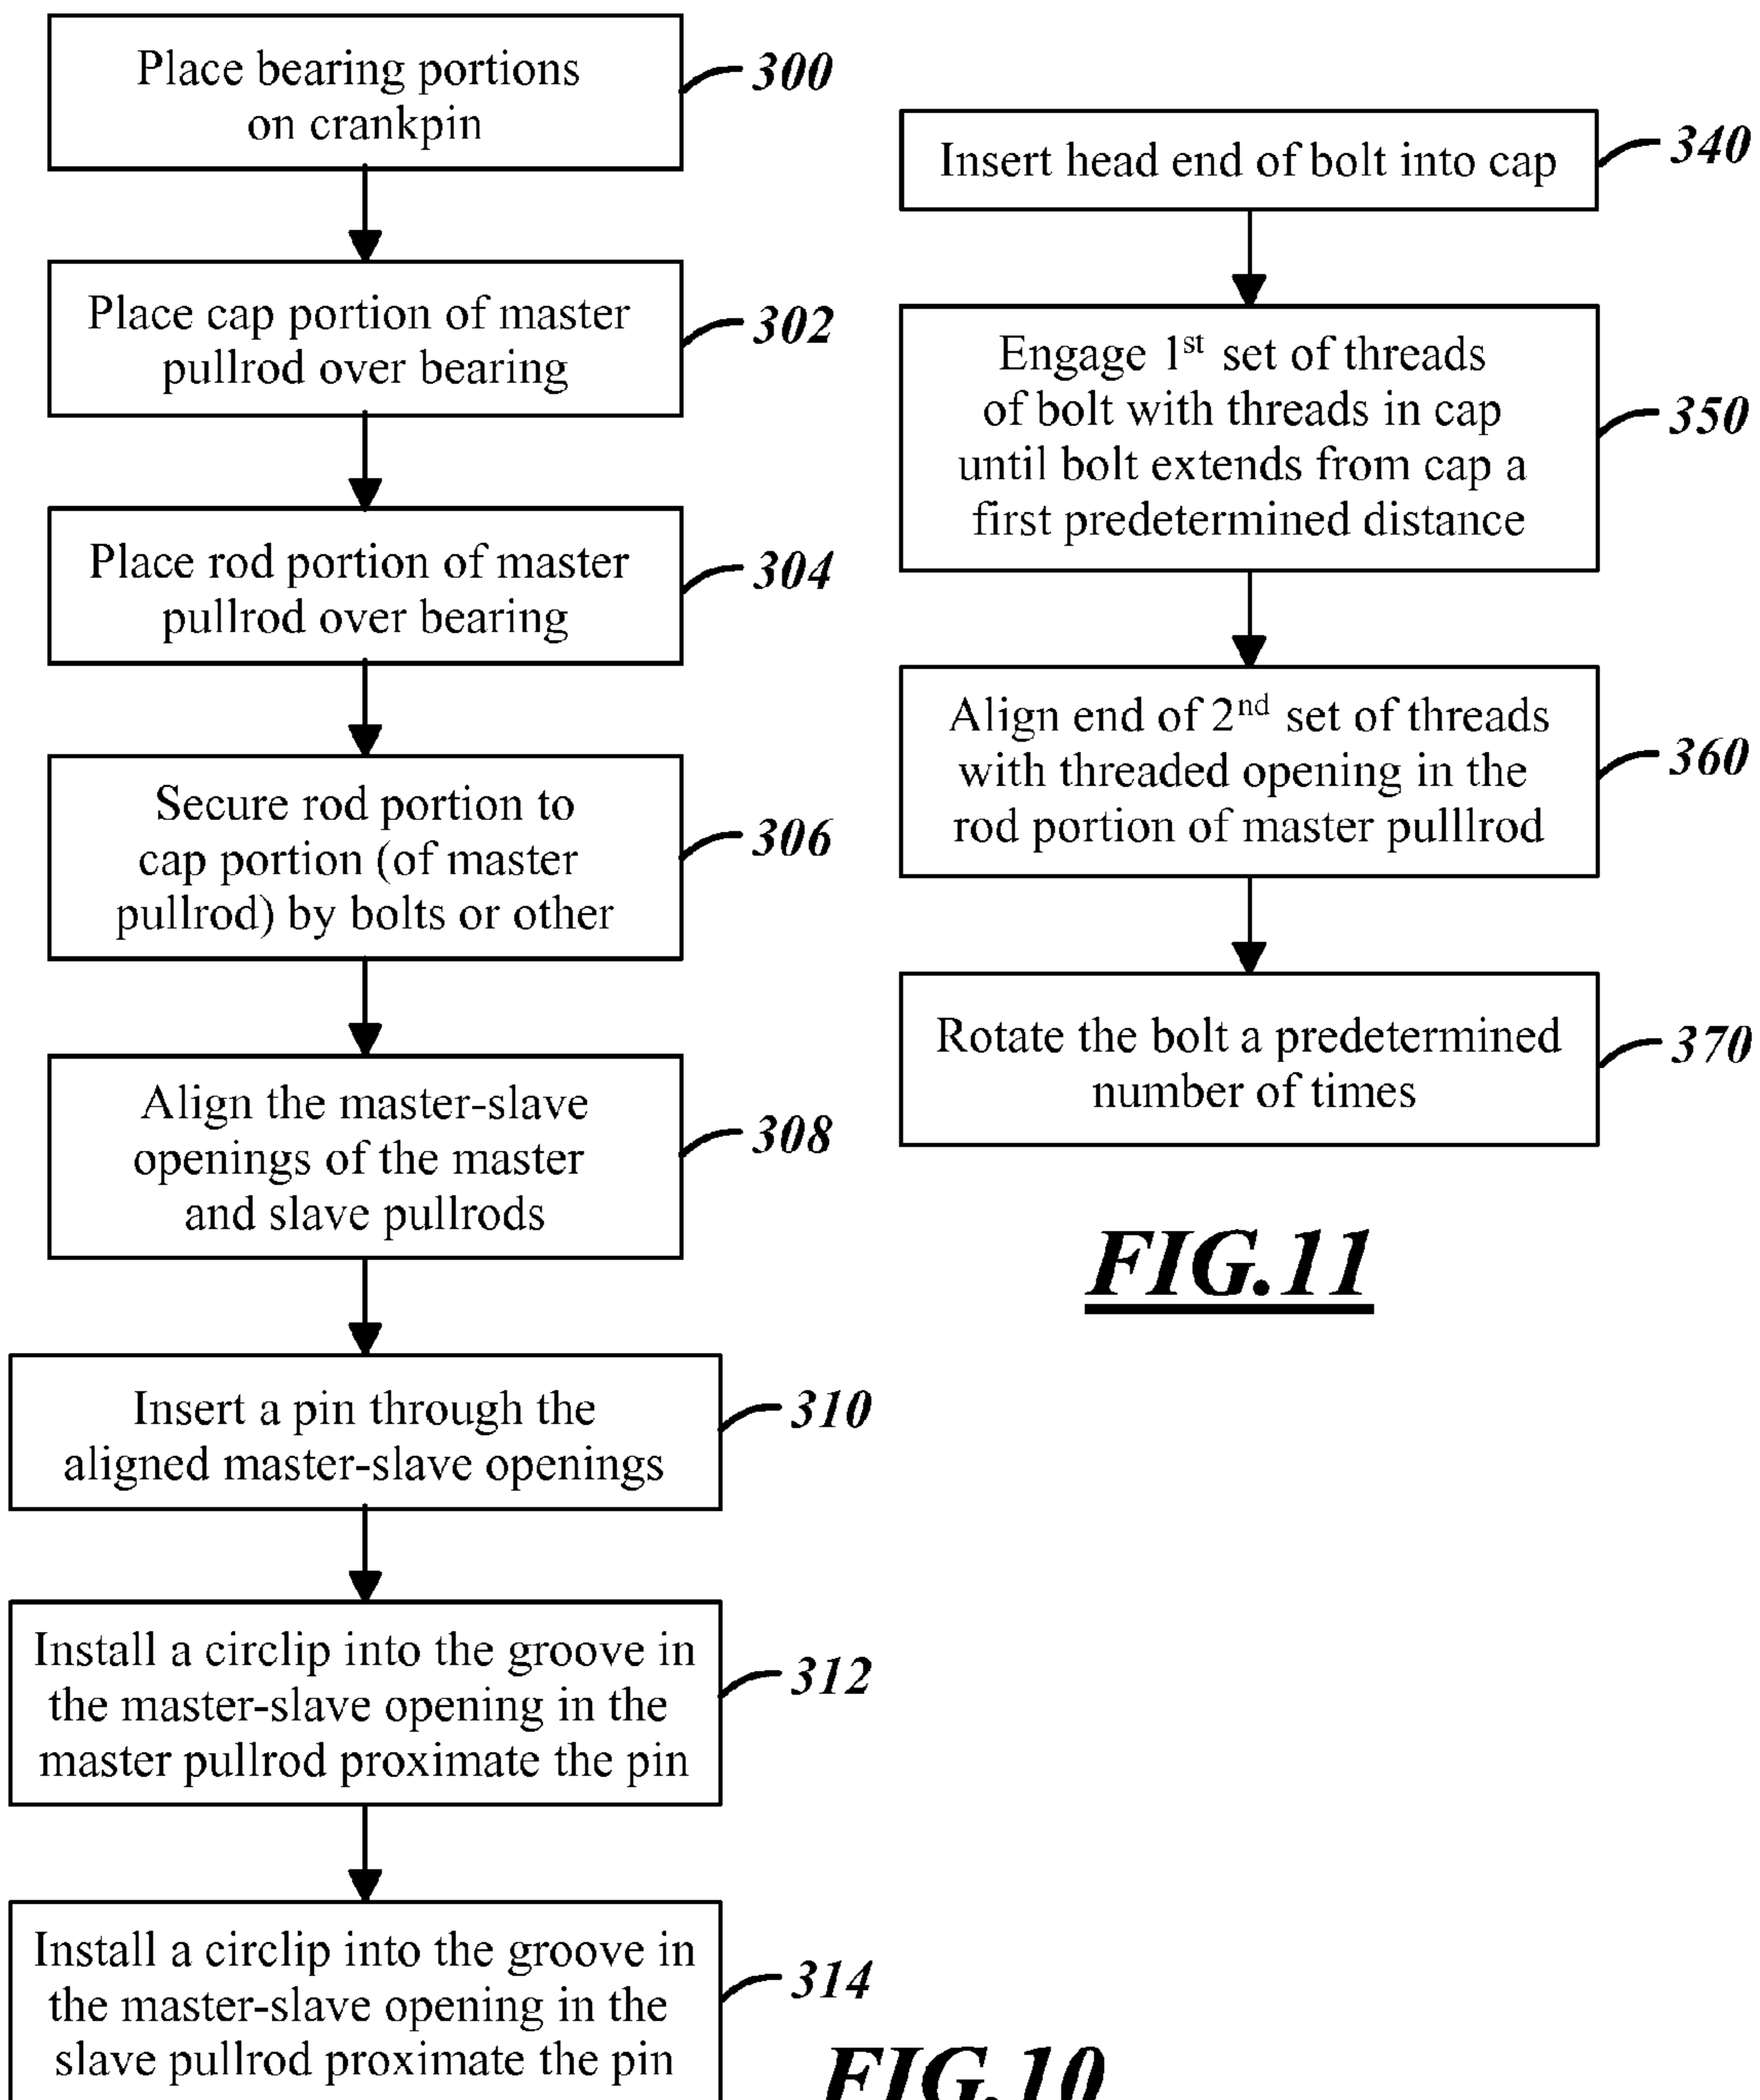 Place bearing portions
on crankpin
300
Place cap portion of master
pullrod over bearing
302
Place rod portion of master
pullrod over bearing
304
Secure rod portion to
cap portion (of master
pullrod) by bolts or other
306
Align the master-slave
openings of the master
and slave pullrods
308
Insert a pin through the
aligned master-slave openings
310
Install a circlip into the groove in
the master-slave opening in the
master pullrod proximate the pin
312
Install a circlip into the groove in
the master-slave opening in the
slave pullrod proximate the pin
314
FIG.10
Insert head end of bolt into cap
340
Engage 1st set of threads
of bolt with threads in cap
until bolt extends from cap a
first predetermined distance
350
Align end of 2nd set of threads
with threaded opening in the
rod portion of master pulllrod
360
Rotate the bolt a predetermined
number of times
370
FIG.11